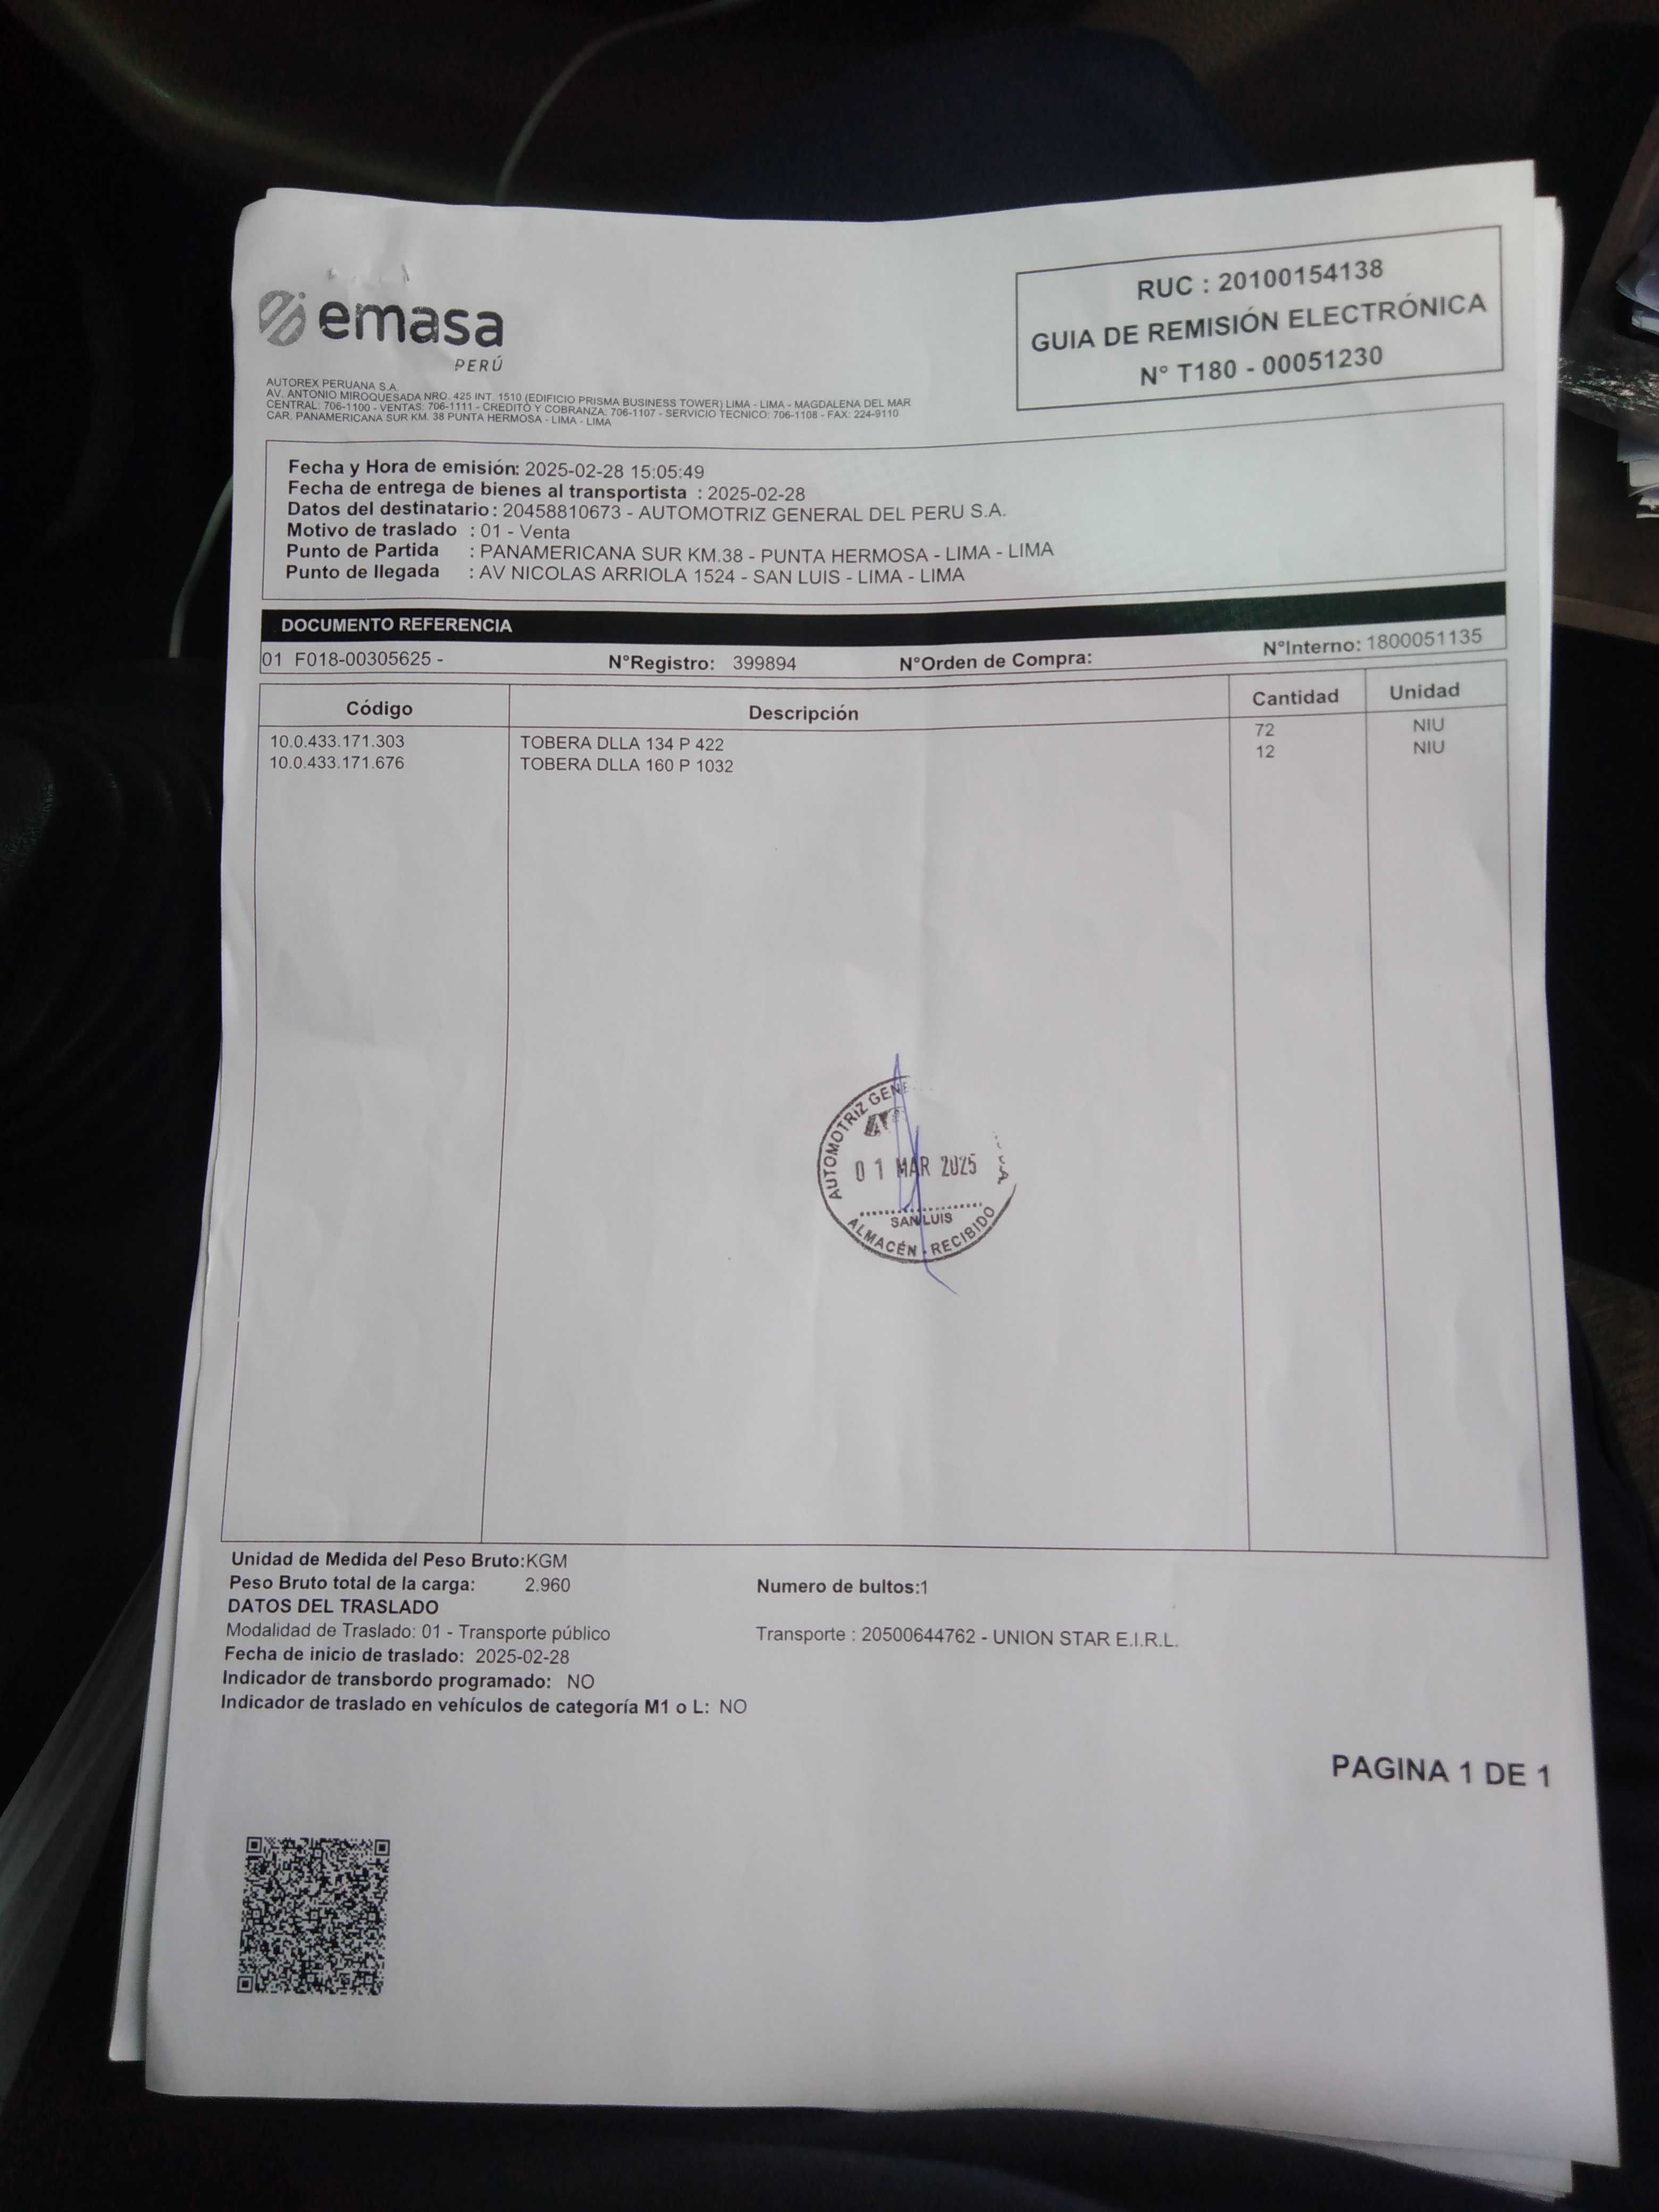 emasa
PERÚ
AUTOREX PERUANA S.A.
AV. ANTONIO MIROQUESADA NRO. 425 INT. 1510 (EDIFICIO PRISMA BUSINESS TOWER) LIMA - LIMA - MAGDALENA DEL MAR
CENTRAL: 706-1100 - VENTAS: 706-1111 - CREDITO Y COBRANZA: 706-1107 - SERVICIO TECNICO: 706-1108 - FAX: 224-9110
CAR. PANAMERICANA SUR KM. 38 PUNTA HERMOSA - LIMA - LIMA
RUC : 20100154138
GUIA DE REMISIÓN ELECTRÓNICA
N° T180 - 00051230
Fecha y Hora de emisión: 2025-02-28 15:05:49
Fecha de entrega de bienes al transportista : 2025-02-28
Datos del destinatario : 20458810673 - AUTOMOTRIZ GENERAL DEL PERU S.A.
Motivo de traslado : 01 - Venta
Punto de Partida : PANAMERICANA SUR KM.38 - PUNTA HERMOSA - LIMA - LIMA
Punto de llegada : AV NICOLAS ARRIOLA 1524 - SAN LUIS - LIMA - LIMA
DOCUMENTO REFERENCIA
01 F018-00305625 - N°Registro: 399894 N°Orden de Compra: N°Interno: 1800051135
Código Descripción Cantidad Unidad
10.0.433.171.303 TOBERA DLLA 134 P 422 72 NIU
10.0.433.171.676 TOBERA DLLA 160 P 1032 12 NIU
AUTOMOTRIZ
01 MAR 2025
SAN LUIS
ALMACÉN - RECIBIDO
Unidad de Medida del Peso Bruto:KGM
Peso Bruto total de la carga: 2.960 Numero de bultos:1
DATOS DEL TRASLADO
Modalidad de Traslado: 01 - Transporte público Transporte : 20500644762 - UNION STAR E.I.R.L.
Fecha de inicio de traslado: 2025-02-28
Indicador de transbordo programado: NO
Indicador de traslado en vehículos de categoría M1 o L: NO
PAGINA 1 DE 1